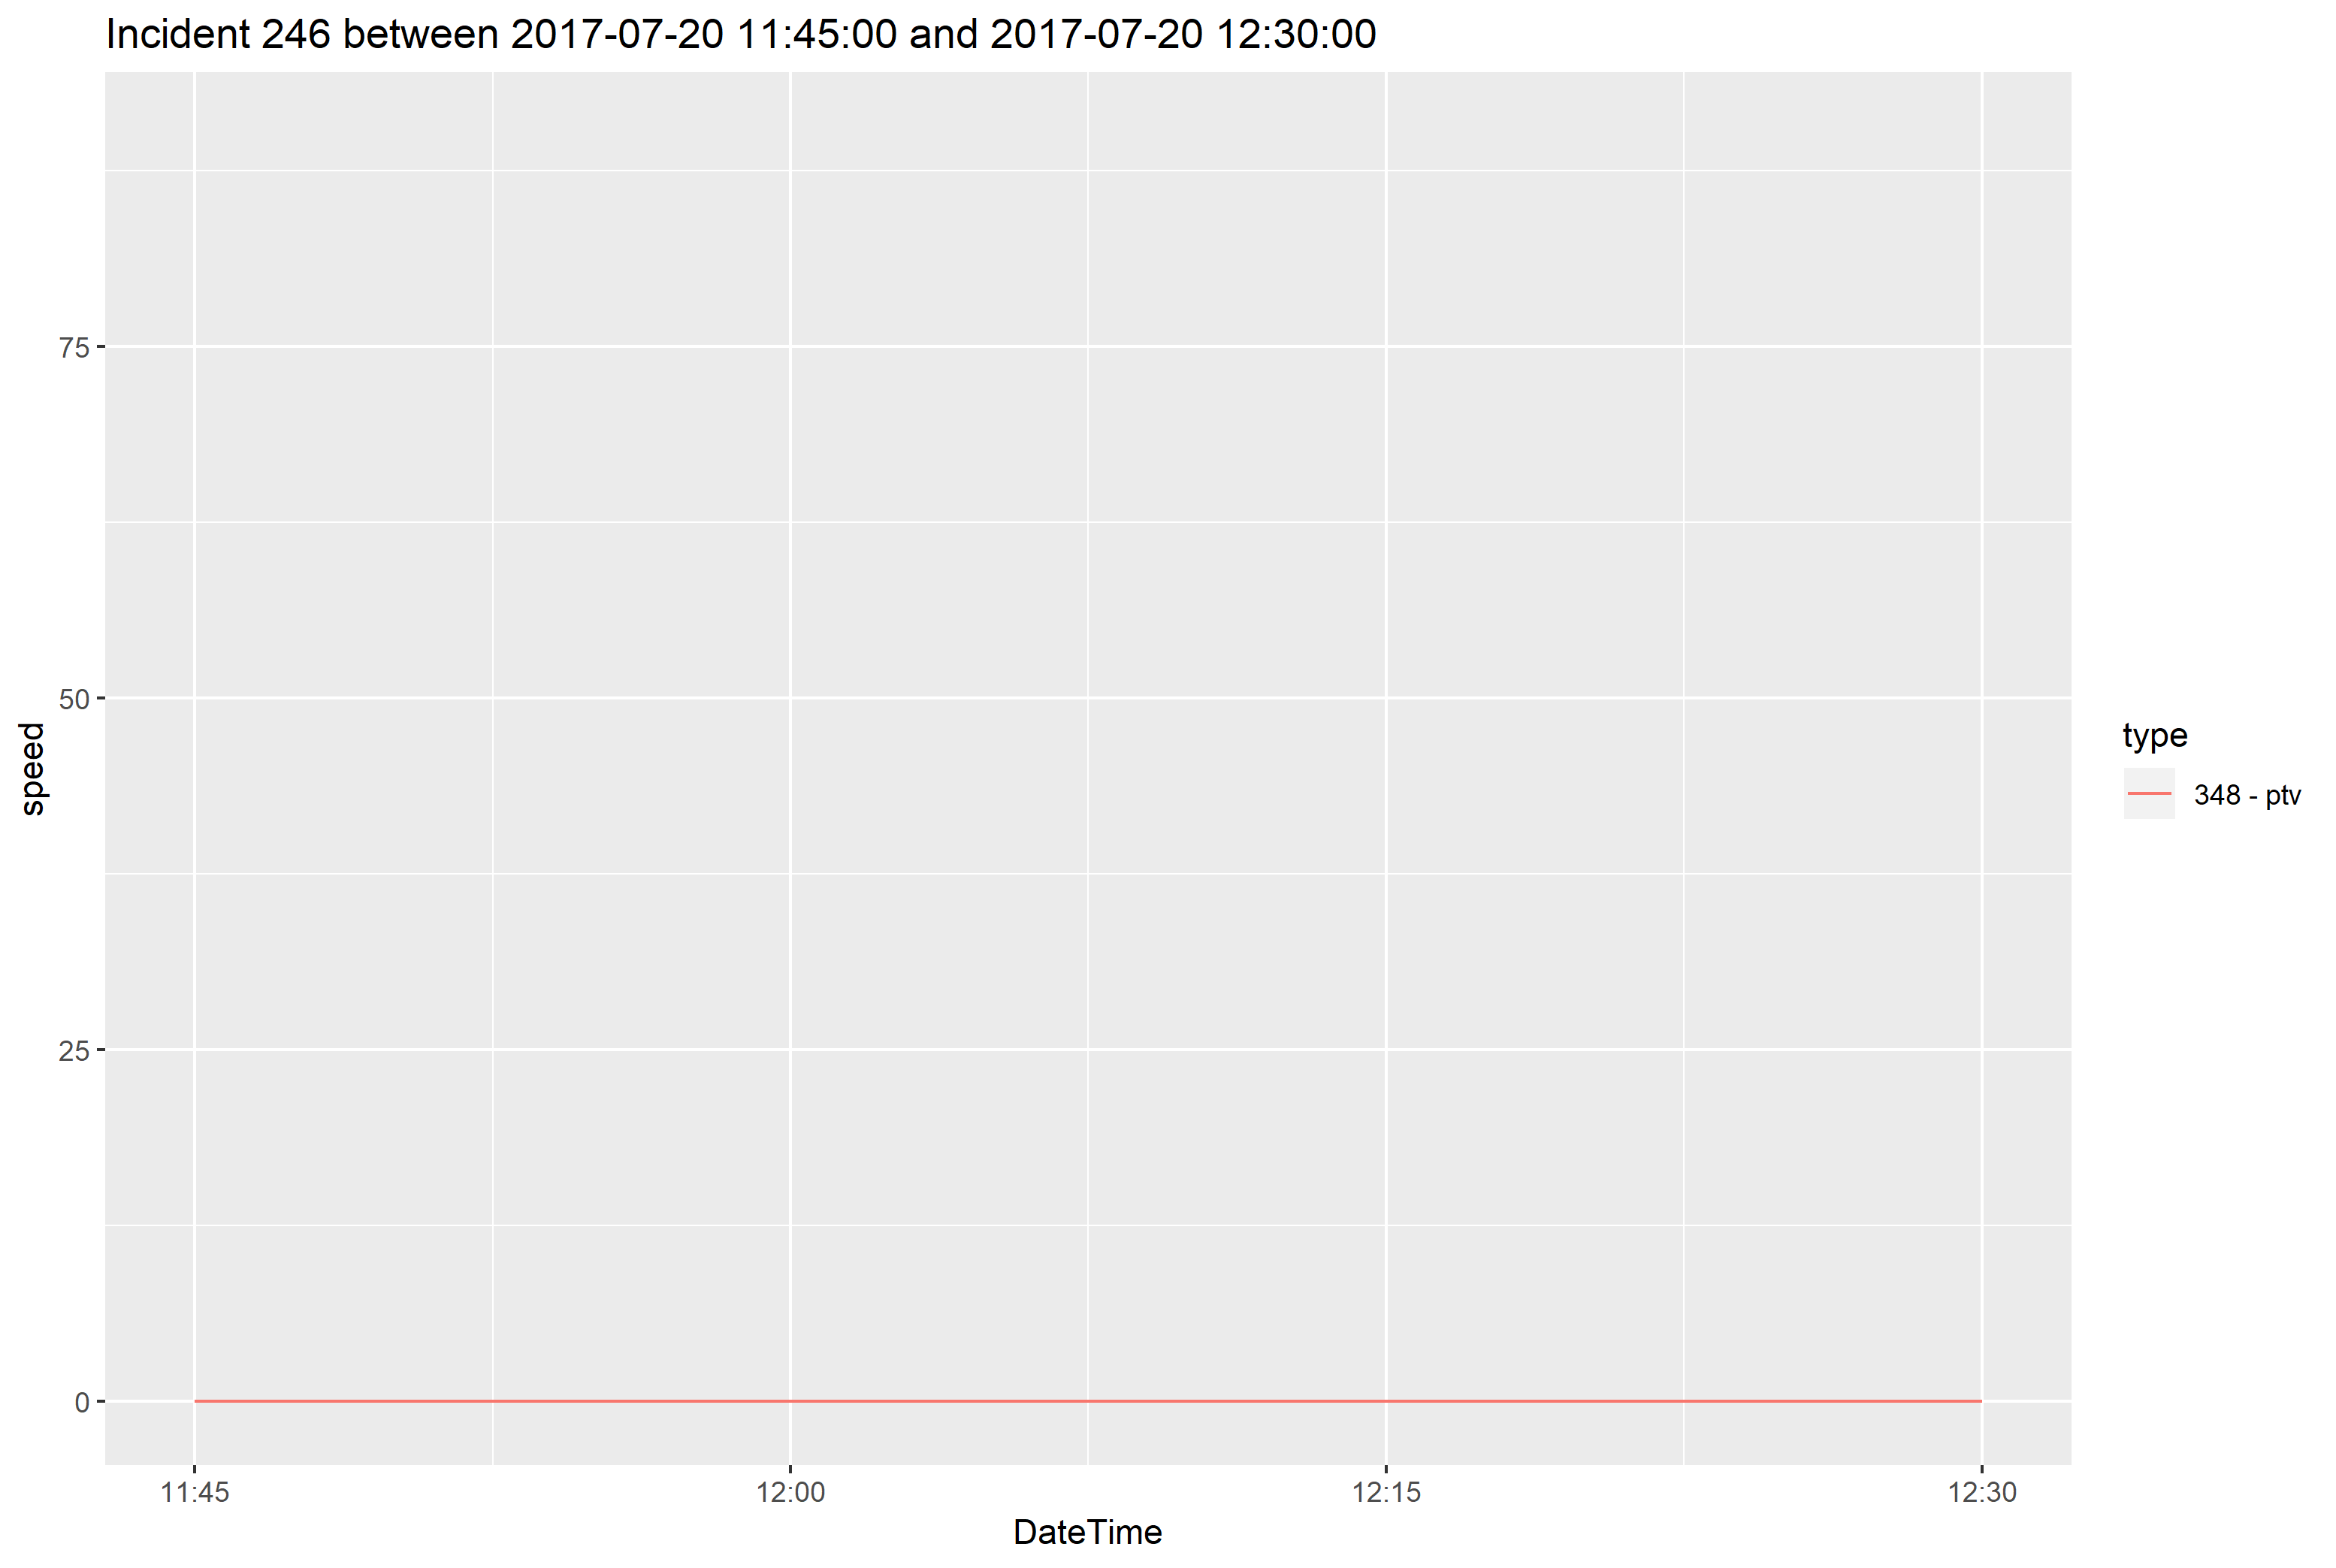 Incident 246 between 2017-07-20 11:45:00 and 2017-07-20 12:30:00
75
50
25
0
speed
11:45 12:00 12:15 12:30
DateTime
type
348 - ptv